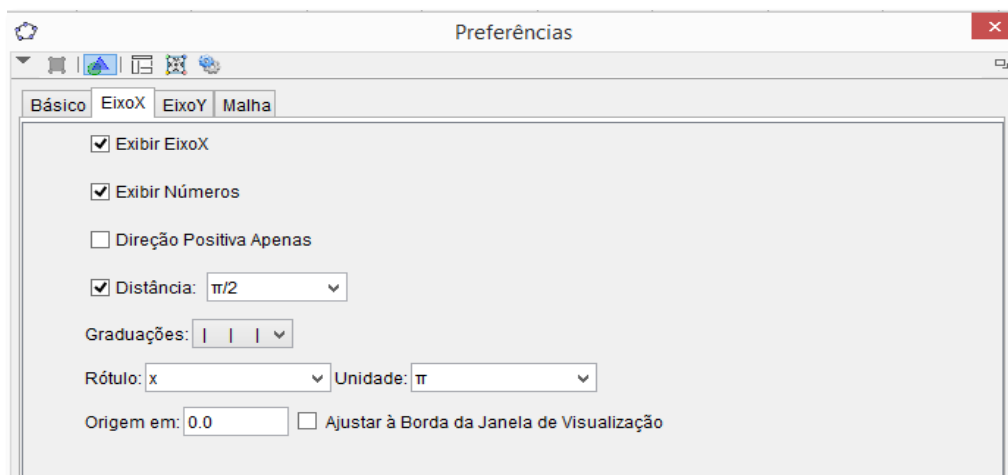 Preferências
Básico EixoX EixoY Malha
Exibir EixoX
Exibir Números
Direção Positiva Apenas
Distância: π/2
Graduações: | | |
Rótulo: x Unidade: π
Origem em: 0.0 Ajustar à Borda da Janela de Visualização